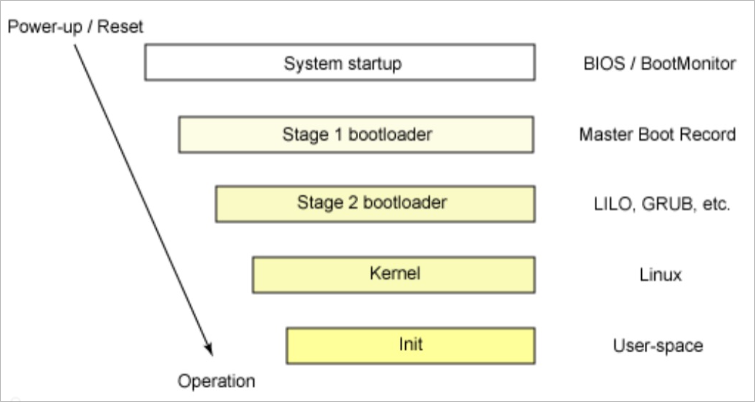 Power-up / Reset
System startup
BIOS / BootMonitor
Stage 1 bootloader
Master Boot Record
Stage 2 bootloader
LILO, GRUB, etc.
Kernel
Linux
Init
User-space
Operation